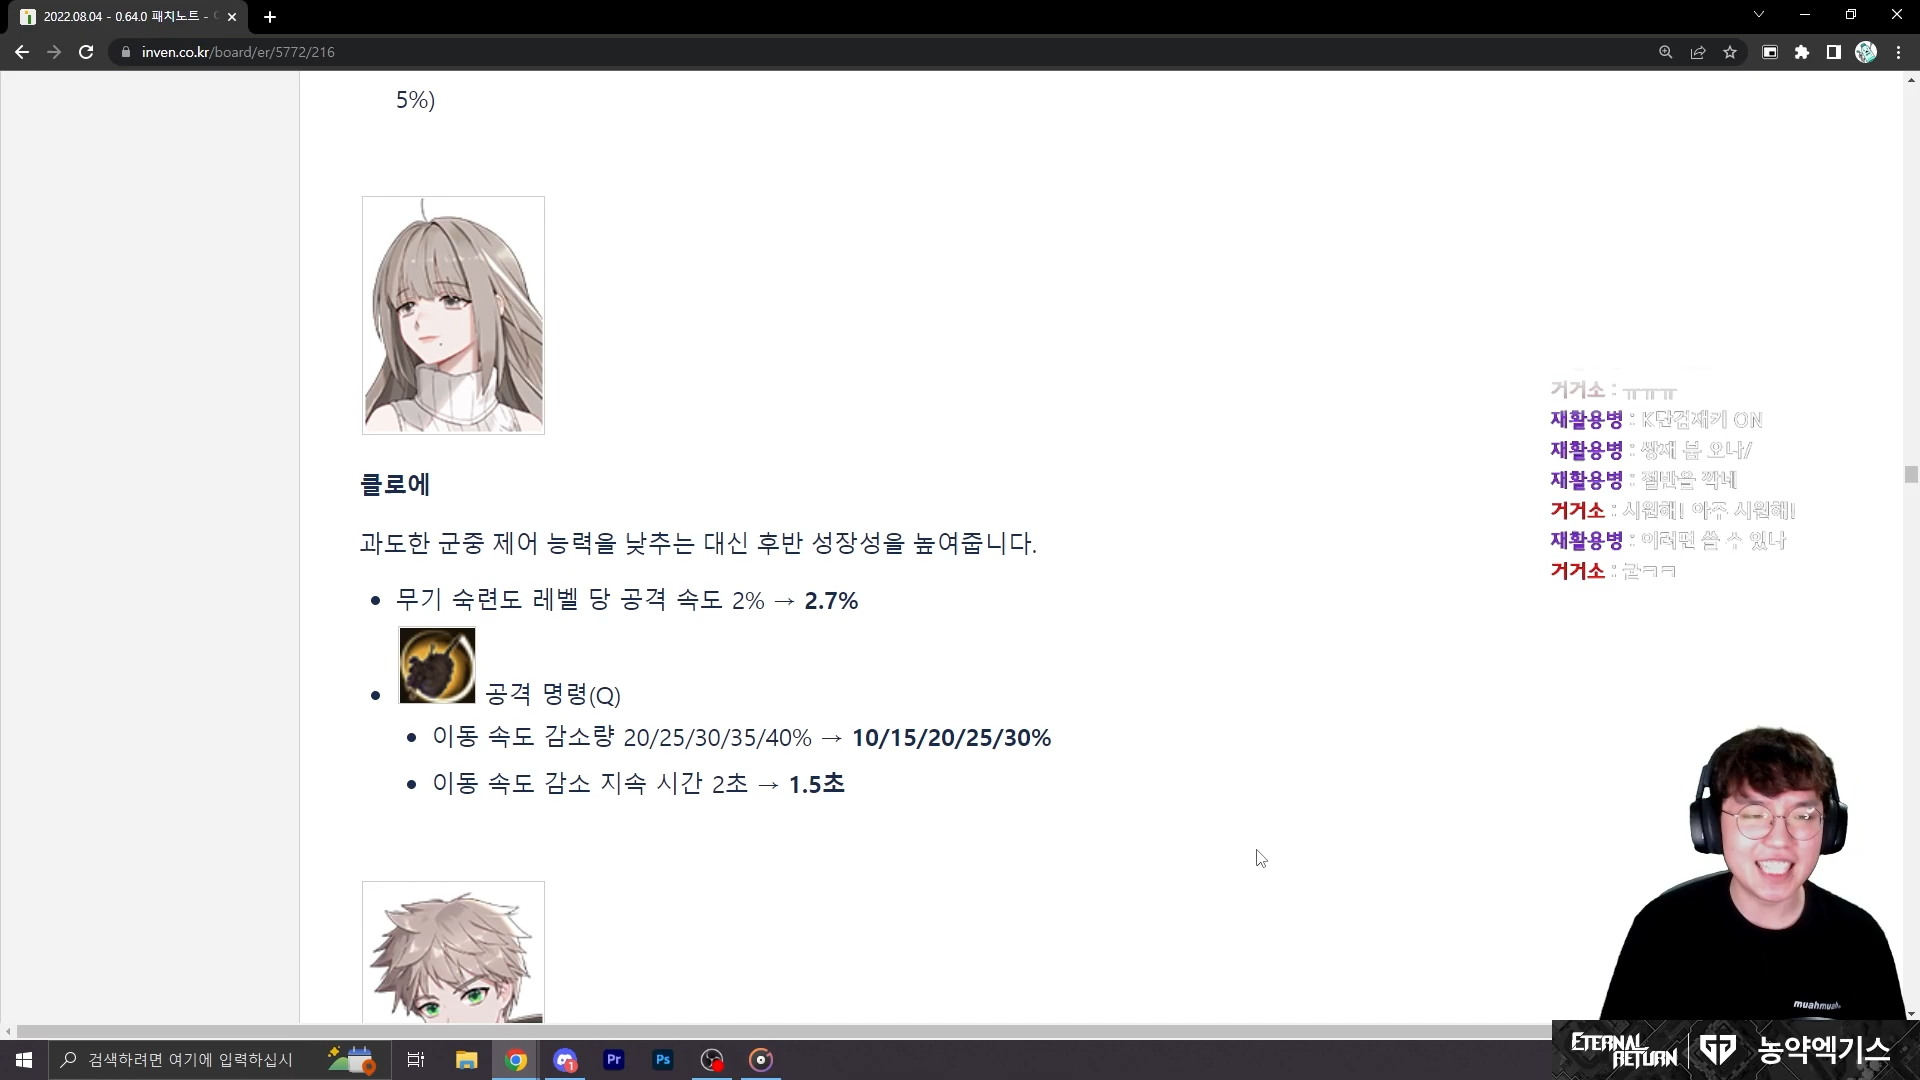 2022.08.04 - 0.64.0 패치노트 -
inven.co.kr/board/er/5772/216
5%)
클로에
과도한 군중 제어 능력을 낮추는 대신 후반 성장성을 높여줍니다.
무기 숙련도 레벨 당 공격 속도 2% → 2.7%
공격 명령(Q)
이동 속도 감소량 20/25/30/35/40% → 10/15/20/25/30%
이동 속도 감소 지속 시간 2초 → 1.5초
거거소 : ㅠㅠㅠ
재활용병 : K단검재키 ON
재활용병 : 쌍재 봄 오나/
재활용병 : 절반을 깍네
거거소 : 시원해! 아주 시원해!
재활용병 : 이러면 쓸 수 있나
거거소 : 굳ㅋㅋ
muahmuah
검색하려면 여기에 입력하십시
1
Pr
Ps
ETERNAL RETURN
농약엑기스